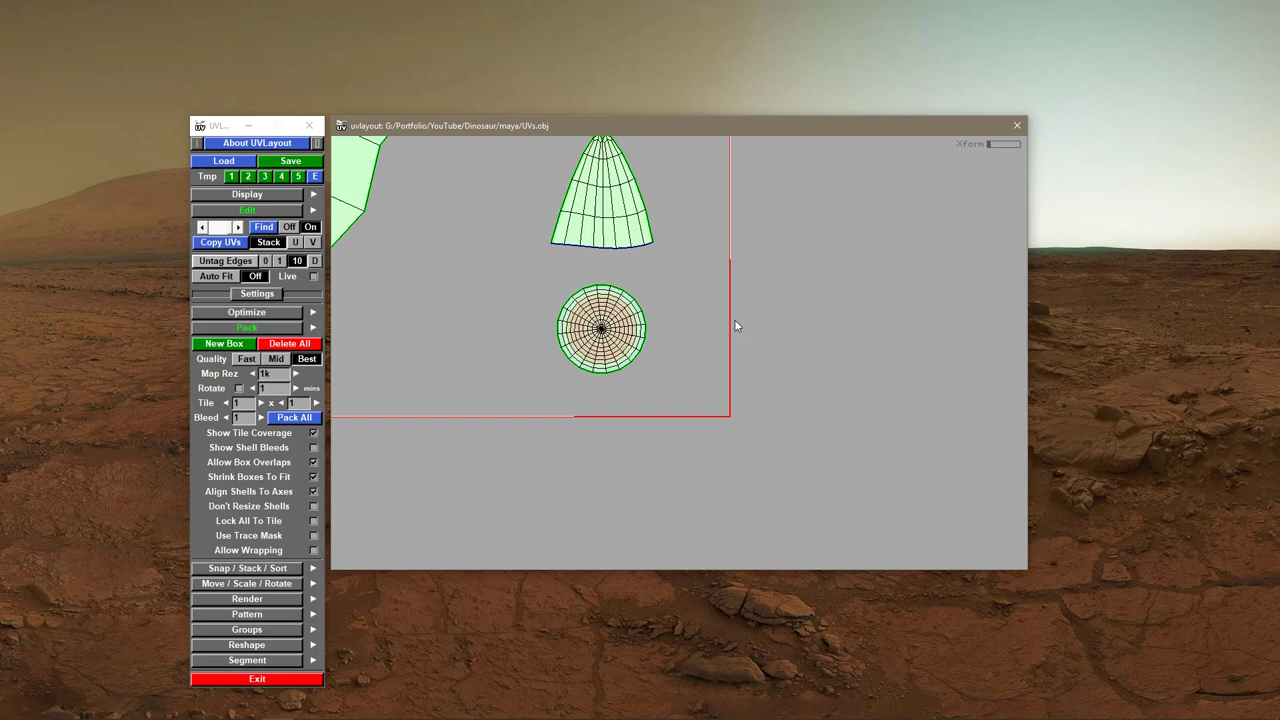 UVL...
uvlayout: G:/Portfolio/YouTube/Dinosaur/maya/UVs.obj
About UVLayout
XForm
Load Save
Tmp 1 2 3 4 5 E
Display
Edit
Find Off On
Copy UVs Stack U V
Untag Edges 0 1 10 D
Auto Fit Off Live
Settings
Optimize
Pack
New Box Delete All
Quality Fast Mid Best
Map Rez 1k
Rotate 1 mins
Tile 1 x 1
Bleed 1 Pack All
Show Tile Coverage
Show Shell Bleeds
Allow Box Overlaps
Shrink Boxes To Fit
Align Shells To Axes
Don't Resize Shells
Lock All To Tile
Use Trace Mask
Allow Wrapping
Snap / Stack / Sort
Move / Scale / Rotate
Render
Pattern
Groups
Reshape
Segment
Exit